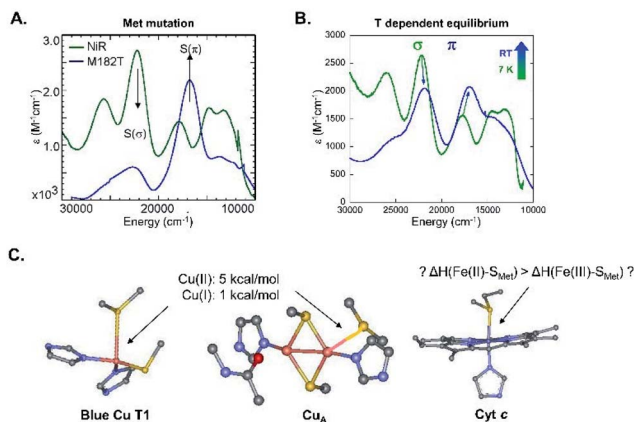 Met mutation
A.
3.0
2.0
1.0
x10³
ε (M⁻¹cm⁻¹)
NiR
M182T
S(π)
S(σ)
30000
20000
10000
Energy (cm⁻¹)
T dependent equilibrium
B.
3000
2500
2000
1500
1000
500
0
ε (M⁻¹cm⁻¹)
σ π
RT
7 K
30000
25000
20000
15000
10000
Energy (cm⁻¹)
C.
Cu(II): 5 kcal/mol
Cu(I): 1 kcal/mol
? ΔH(Fe(II)-S_Met) > ΔH(Fe(III)-S_Met) ?
Blue Cu T1
Cu_A
Cyt c